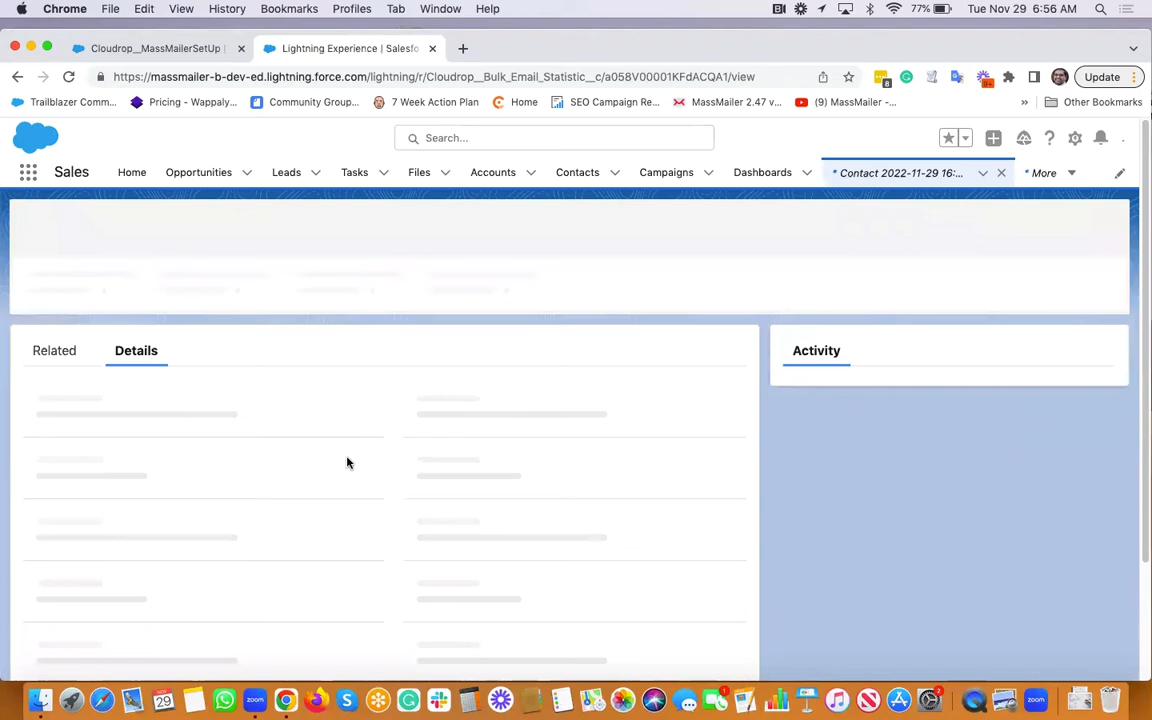 Chrome File Edit View History Bookmarks Profiles Tab Window Help 77% Tue Nov 29 6:56 AM
Cloudrop__MassMailerSetUp | Lightning Experience | Salesfo
https://massmailer-b-dev-ed.lightning.force.com/lightning/r/Cloudrop__Bulk_Email_Statistic__c/a058V00001KFdACQA1/view Update
Trailblazer Comm... Pricing - Wappaly... Community Group... 7 Week Action Plan Home SEO Campaign Re... MassMailer 2.47 v... (9) MassMailer -... » Other Bookmarks
Search...
Sales Home Opportunities Leads Tasks Files Accounts Contacts Campaigns Dashboards * Contact 2022-11-29 16:... * More
Related Details Activity